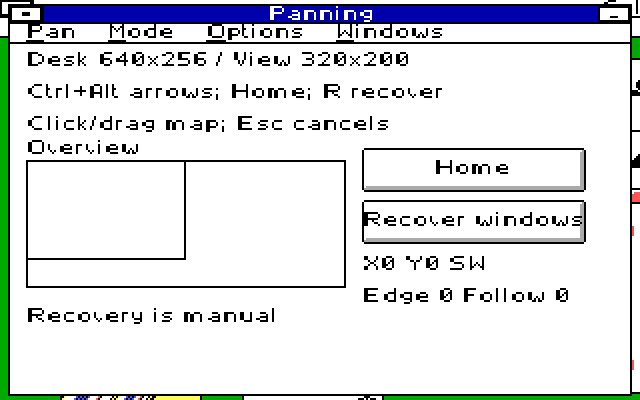 Panning
Pan Mode Options Windows
Desk 640x256 / View 320x200
Ctrl+Alt arrows; Home; R recover
Click/drag map; Esc cancels
Overview
Home
Recover windows
X0 Y0 SW
Edge 0 Follow 0
Recovery is manual